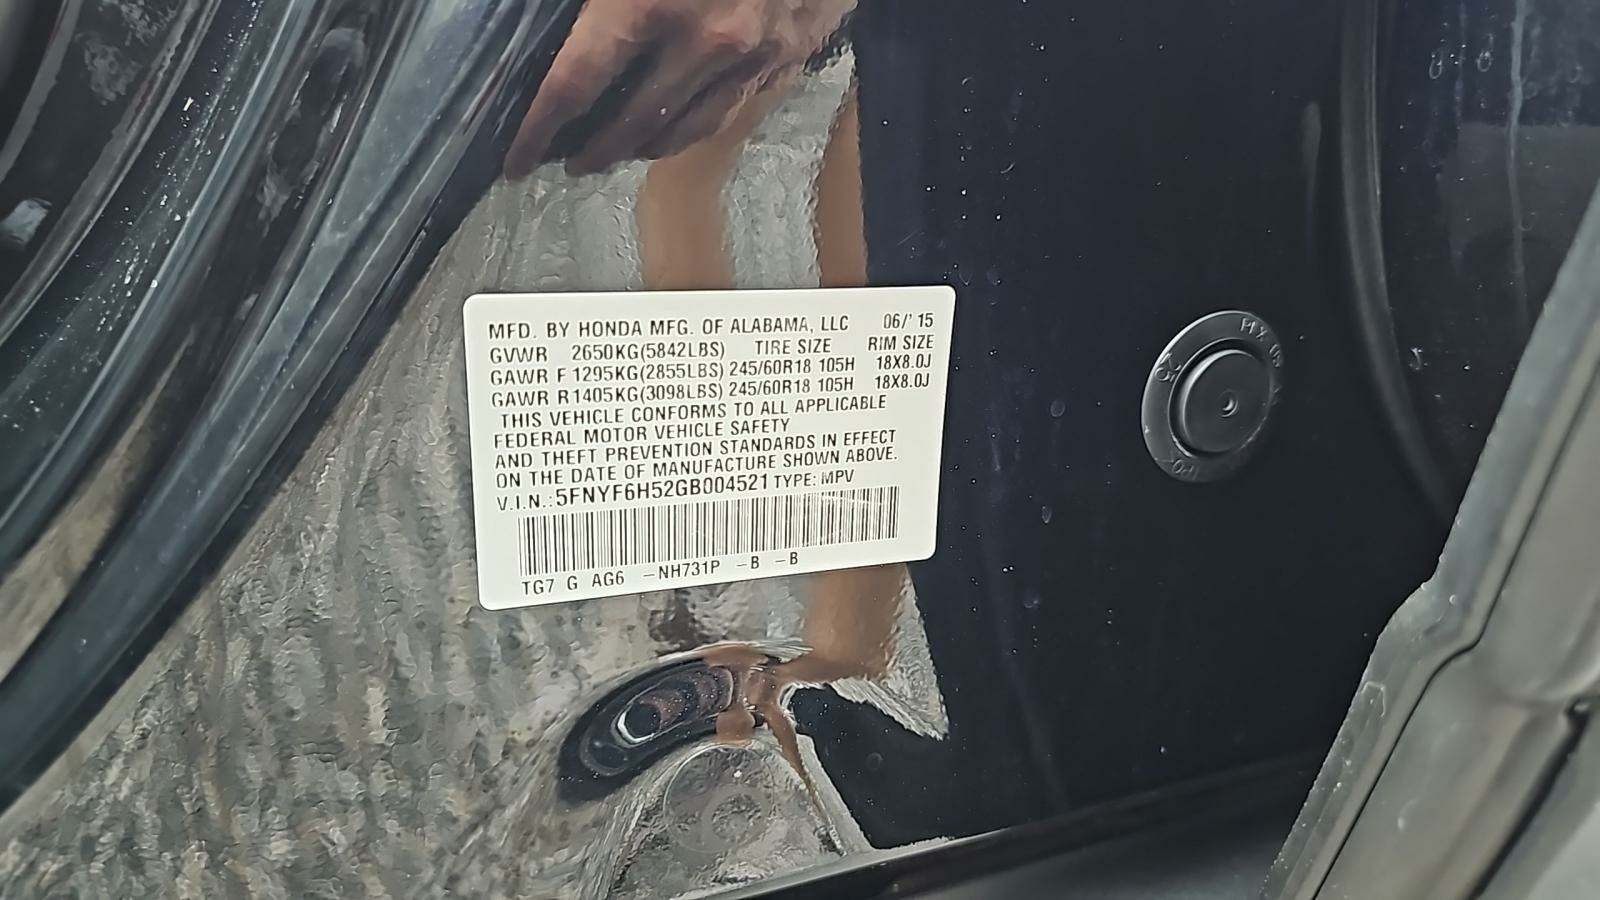 MFD. BY HONDA MFG. OF ALABAMA, LLC 06/' 15
GVWR 2650KG(5842LBS) TIRE SIZE RIM SIZE
GAWR F 1295KG(2855LBS) 245/60R18 105H 18X8.0J
GAWR R 1405KG(3098LBS) 245/60R18 105H 18X8.0J
THIS VEHICLE CONFORMS TO ALL APPLICABLE
FEDERAL MOTOR VEHICLE SAFETY
AND THEFT PREVENTION STANDARDS IN EFFECT
ON THE DATE OF MANUFACTURE SHOWN ABOVE.
V.I.N.:5FNYF6H52GB004521 TYPE: MPV
TG7 G AG6 -NH731P -B -B